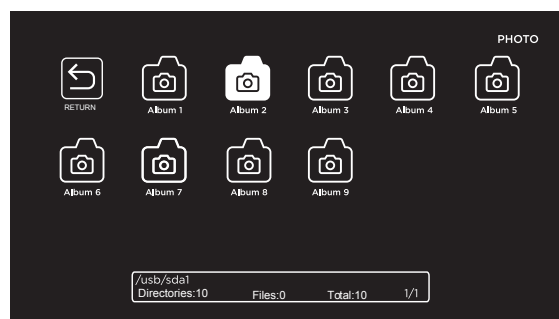 PHOTO
RETURN
Album 1
Album 2
Album 3
Album 4
Album 5
Album 6
Album 7
Album 8
Album 9
/usb/sda1
Directories:10 Files:0 Total:10 1/1